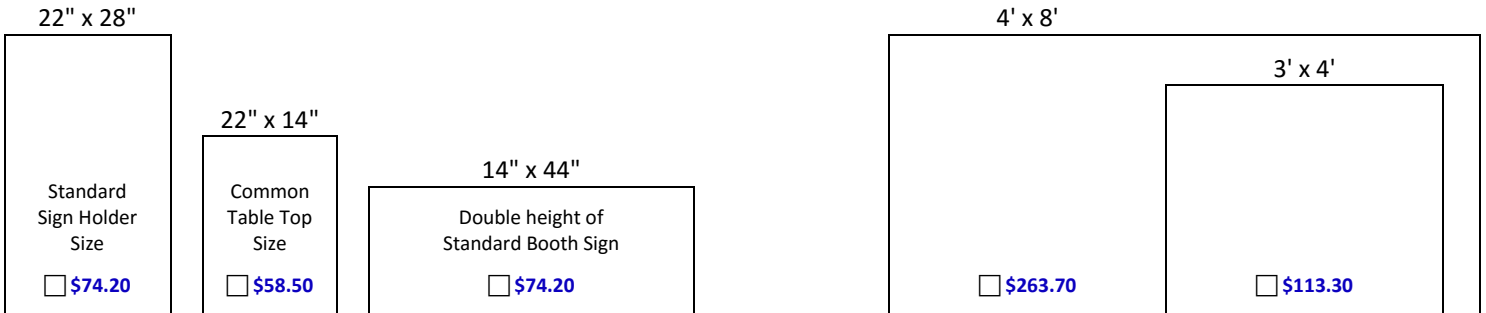 22" x 28"
Standard
Sign Holder
Size
☐ $74.20
22" x 14"
Common
Table Top
Size
☐ $58.50
14" x 44"
Double height of
Standard Booth Sign
☐ $74.20
4' x 8'
☐ $263.70
3' x 4'
☐ $113.30